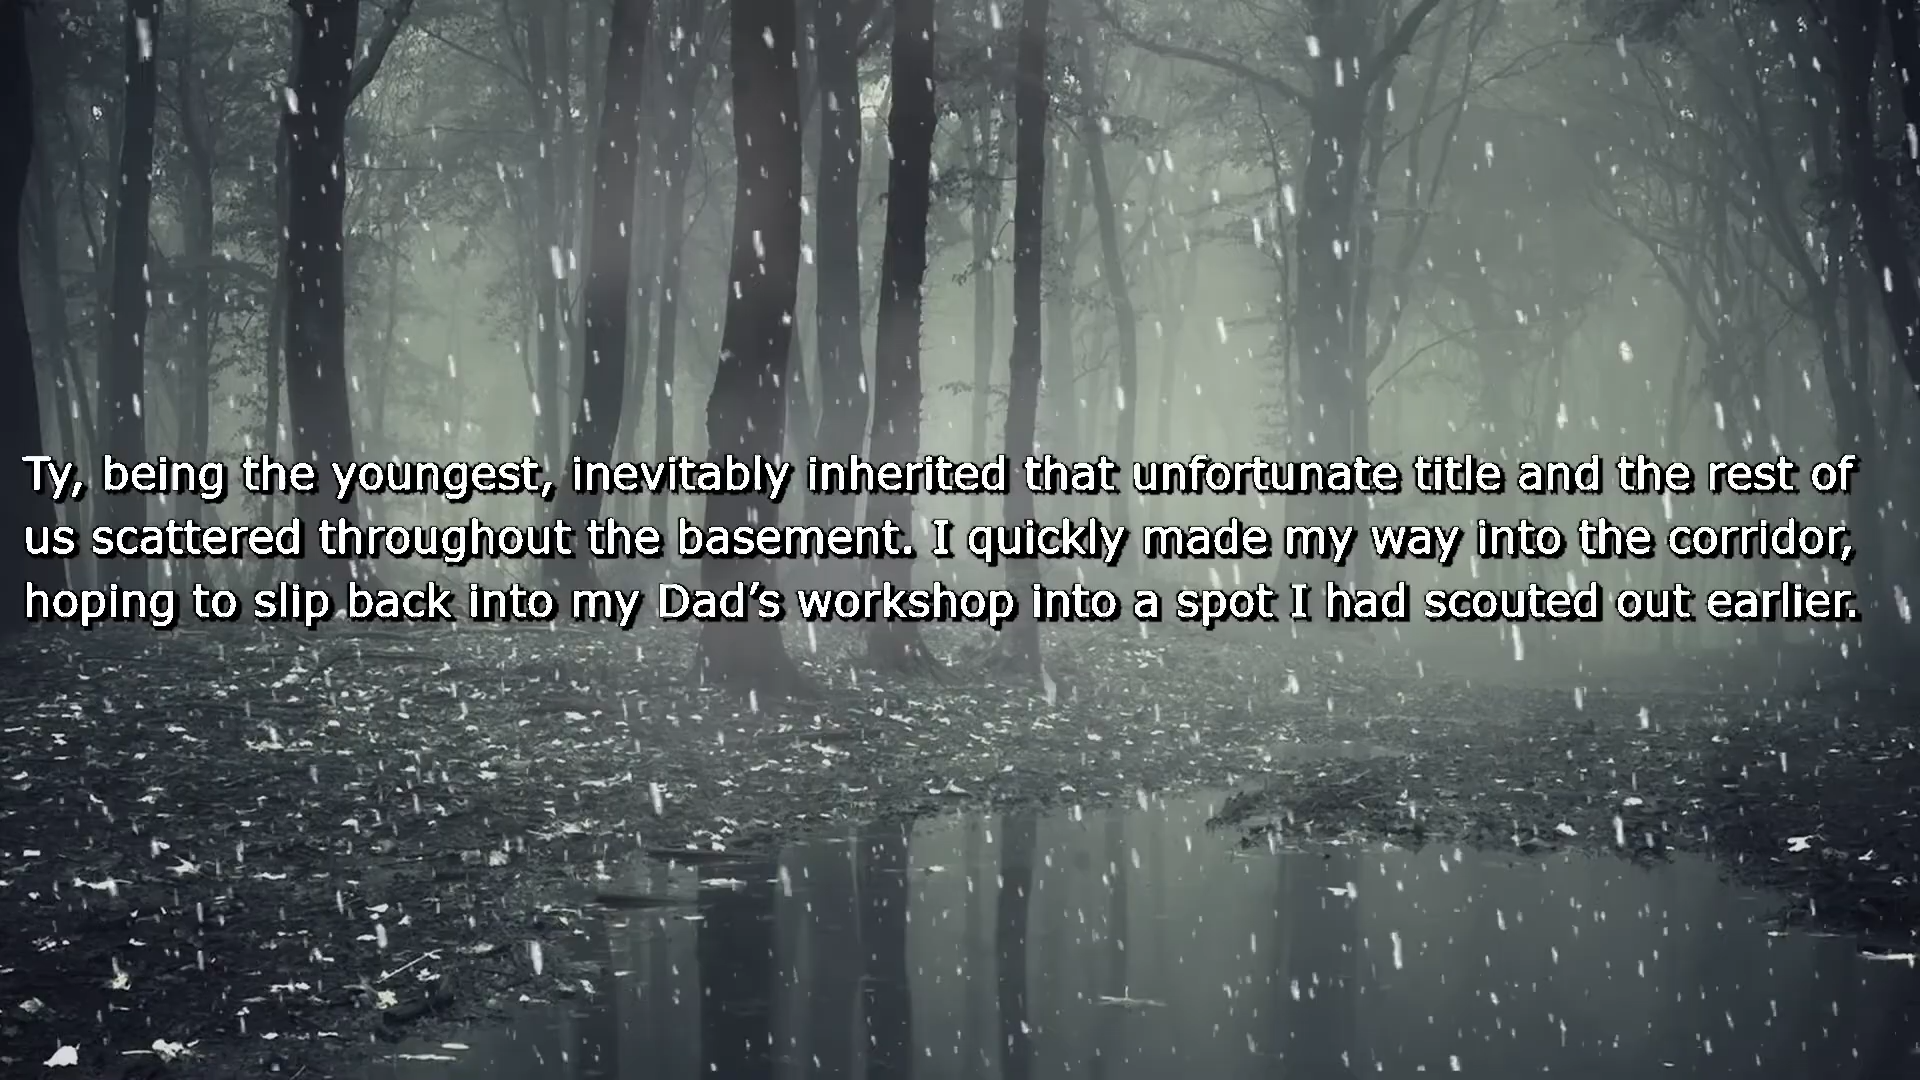 Ty, being the youngest, inevitably inherited that unfortunate title and the rest of
us scattered throughout the basement. I quickly made my way into the corridor,
hoping to slip back into my Dad’s workshop into a spot I had scouted out earlier.